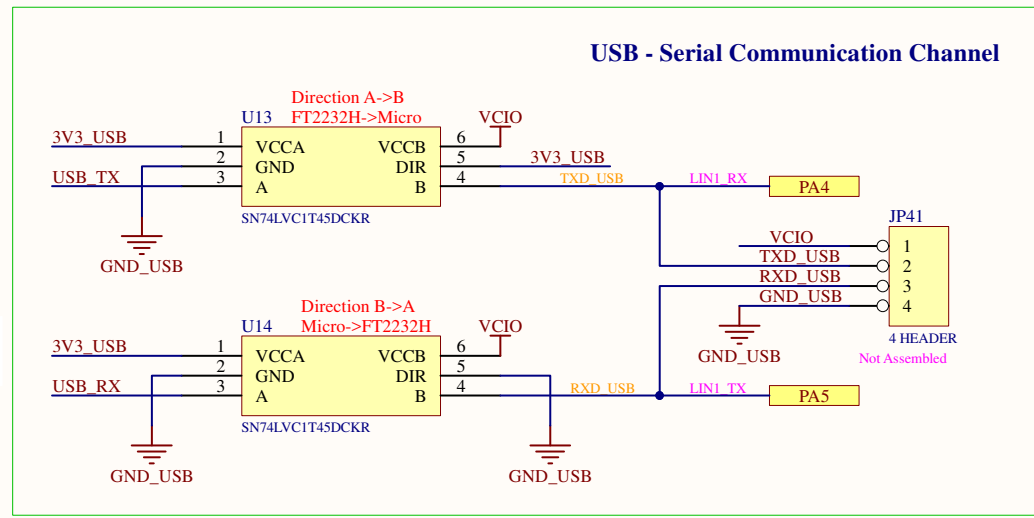 USB - Serial Communication Channel
Direction A->B
U13 FT2232H->Micro VCIO
3V3_USB 1 VCCA VCCB 6
2 GND DIR 5 3V3_USB
USB_TX 3 A B 4 TXD_USB LIN1_RX PA4
SN74LVC1T45DCKR
GND_USB
JP41
VCIO 1
TXD_USB 2
RXD_USB 3
GND_USB 4
GND_USB
4 HEADER
Not Assembled
Direction B->A
U14 Micro->FT2232H VCIO
3V3_USB 1 VCCA VCCB 6
2 GND DIR 5
USB_RX 3 A B 4 RXD_USB LIN1_TX PA5
SN74LVC1T45DCKR
GND_USB GND_USB